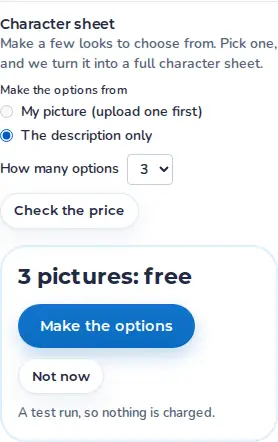 Character sheet
Make a few looks to choose from. Pick one,
and we turn it into a full character sheet.
Make the options from
My picture (upload one first)
The description only
How many options 3
Check the price
3 pictures: free
Make the options
Not now
A test run, so nothing is charged.